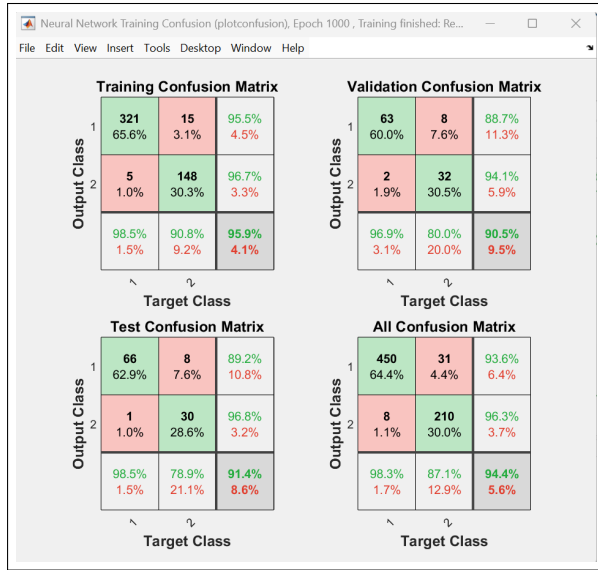 Neural Network Training Confusion (plotconfusion), Epoch 1000 , Training finished: Re...
File Edit View Insert Tools Desktop Window Help
Training Confusion Matrix
321 15 95.5%
65.6% 3.1% 4.5%
5 148 96.7%
1.0% 30.3% 3.3%
98.5% 90.8% 95.9%
1.5% 9.2% 4.1%
1
2
Output Class
1 2
Target Class
Validation Confusion Matrix
63 8 88.7%
60.0% 7.6% 11.3%
2 32 94.1%
1.9% 30.5% 5.9%
96.9% 80.0% 90.5%
3.1% 20.0% 9.5%
1
2
Output Class
1 2
Target Class
Test Confusion Matrix
66 8 89.2%
62.9% 7.6% 10.8%
1 30 96.8%
1.0% 28.6% 3.2%
98.5% 78.9% 91.4%
1.5% 21.1% 8.6%
1
2
Output Class
1 2
Target Class
All Confusion Matrix
450 31 93.6%
64.4% 4.4% 6.4%
8 210 96.3%
1.1% 30.0% 3.7%
98.3% 87.1% 94.4%
1.7% 12.9% 5.6%
1
2
Output Class
1 2
Target Class